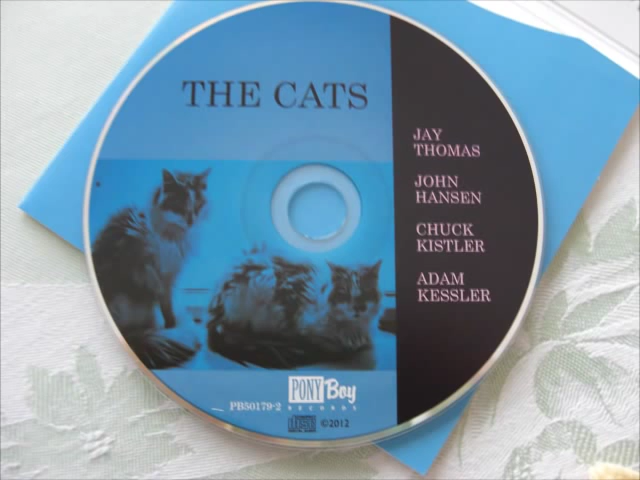 THE CATS
JAY
THOMAS
JOHN
HANSEN
CHUCK
KISTLER
ADAM
KESSLER
PONY Boy
RECORDS
PB50179-2
©2012